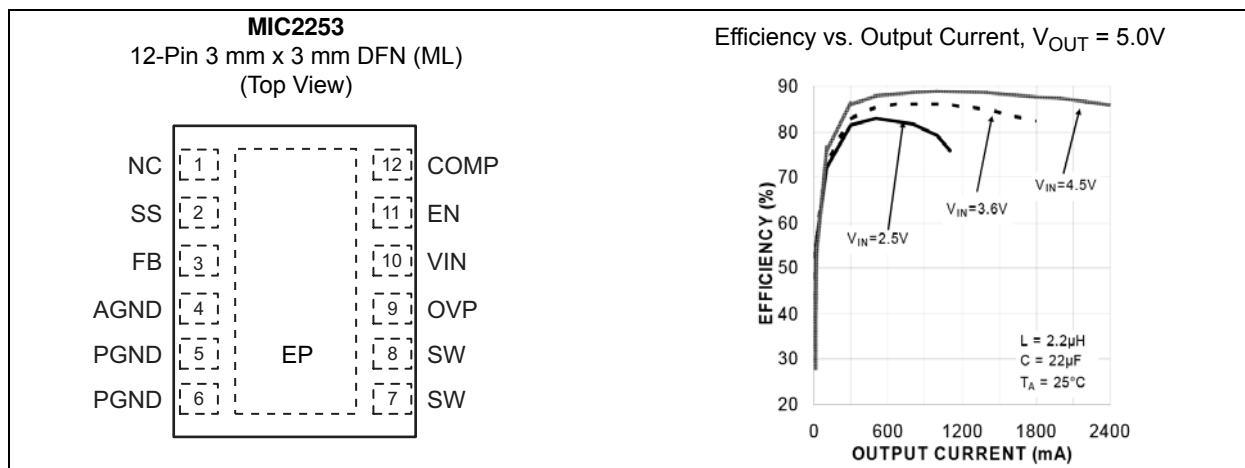 MIC2253
12-Pin 3 mm x 3 mm DFN (ML)
(Top View)
NC 1
SS 2
FB 3
AGND 4
PGND 5
PGND 6
EP
12 COMP
11 EN
10 VIN
9 OVP
8 SW
7 SW
Efficiency vs. Output Current, VOUT = 5.0V
EFFICIENCY (%)
90
80
70
60
50
40
30
20
VIN=4.5V
VIN=3.6V
VIN=2.5V
L = 2.2µH
C = 22µF
TA = 25°C
0 600 1200 1800 2400
OUTPUT CURRENT (mA)